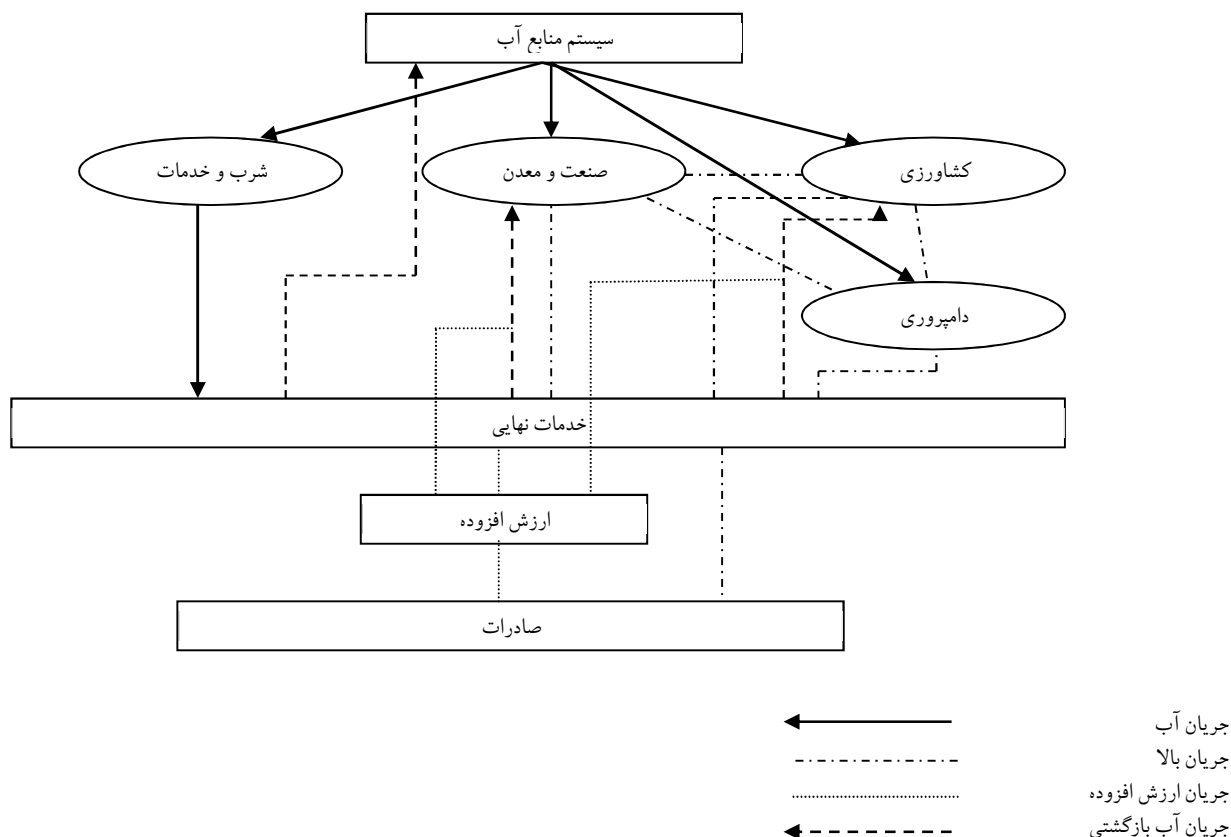 سیستم منابع آب
کشاورزی
صنعت و معدن
شرب و خدمات
دامپروری
خدمات نهایی
ارزش افزوده
صادرات
جریان آب
جریان بالا
جریان ارزش افزوده
جریان آب بازگشتی